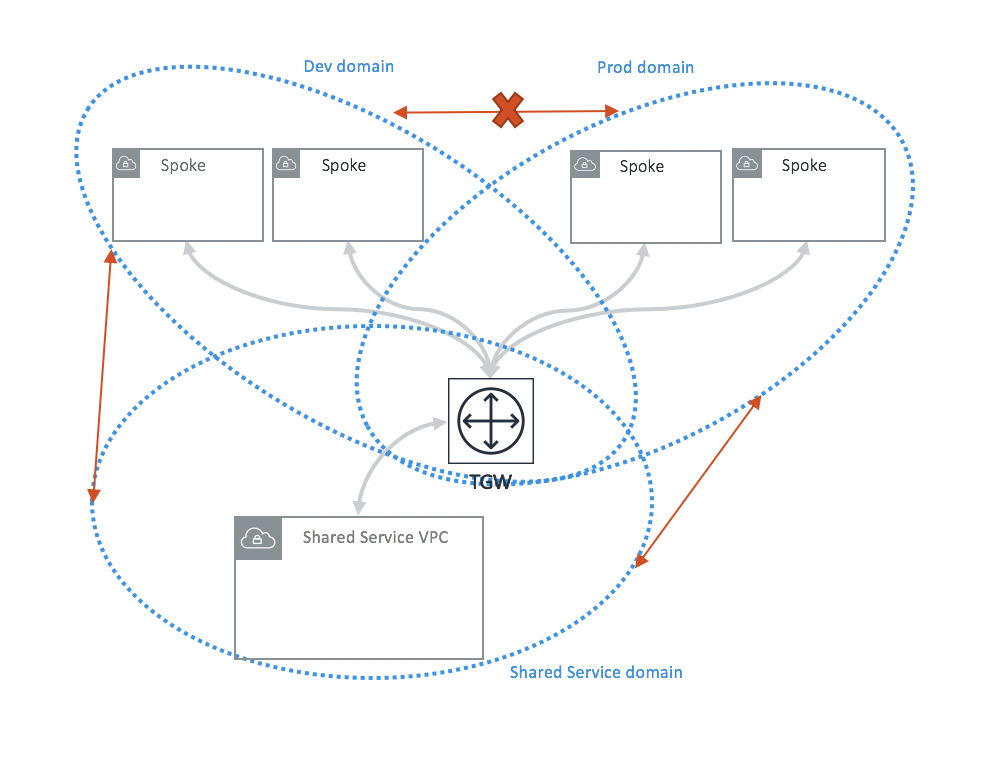 Dev domain
Prod domain
Spoke
Spoke
Spoke
Spoke
TGW
Shared Service VPC
Shared Service domain